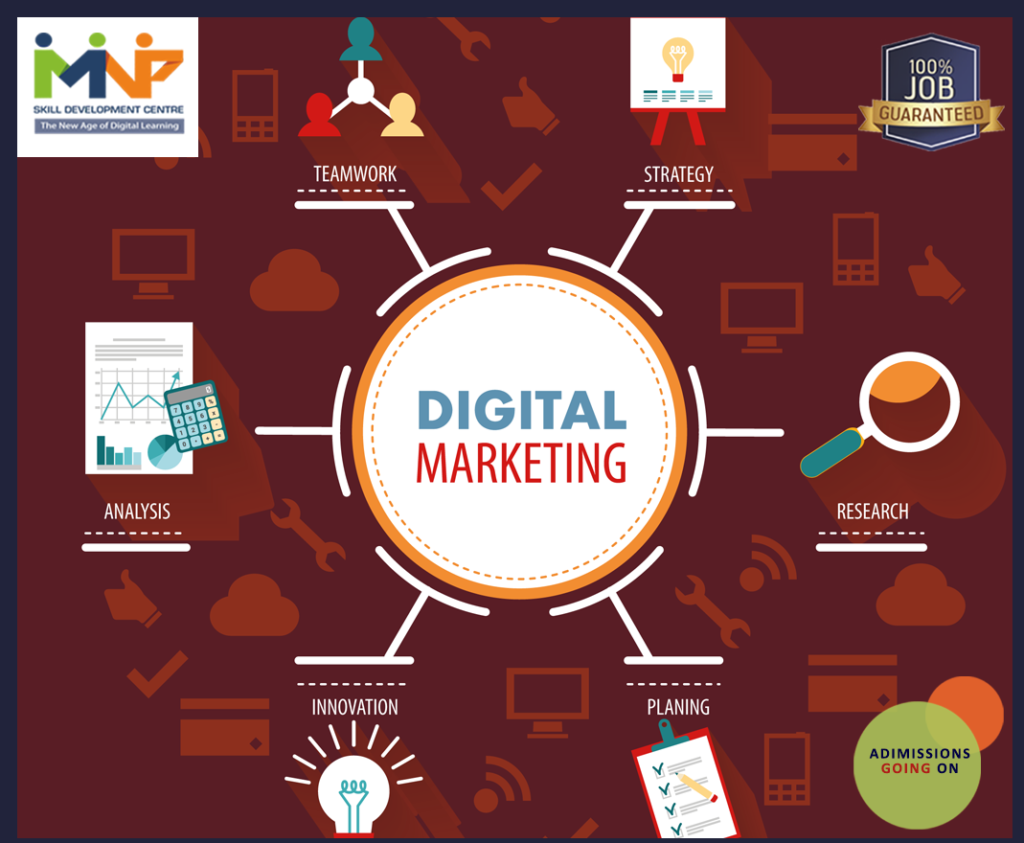 MNP
SKILL DEVELOPMENT CENTRE
The New Age of Digital Learning
TEAMWORK
STRATEGY
100%
JOB
GUARANTEED
DIGITAL
MARKETING
ANALYSIS
RESEARCH
INNOVATION
PLANING
ADIMISSIONS
GOING ON